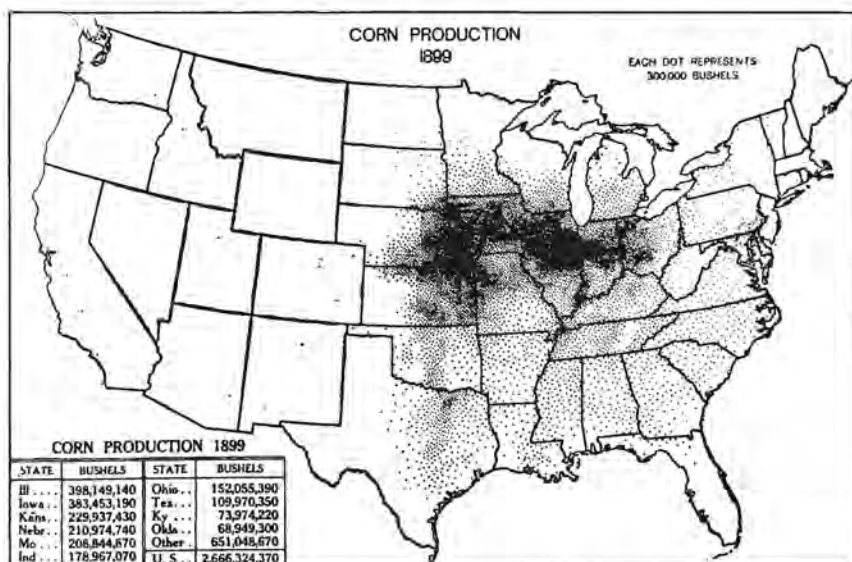 CORN PRODUCTION
1899
EACH DOT REPRESENTS
300,000 BUSHELS
CORN PRODUCTION 1899
STATE BUSHELS STATE BUSHELS
Ill .... 398,149,140 Ohio.. 152,055,390
Iowa.. 383,453,190 Tex... 109,970,350
Kans.. 229,937,430 Ky ... 73,974,220
Nebr.. 210,974,740 Okla.. 68,949,300
Mo ... 208,844,870 Other. 651,048,670
Ind ... 178,967,070 U. S... 2,666,324,370